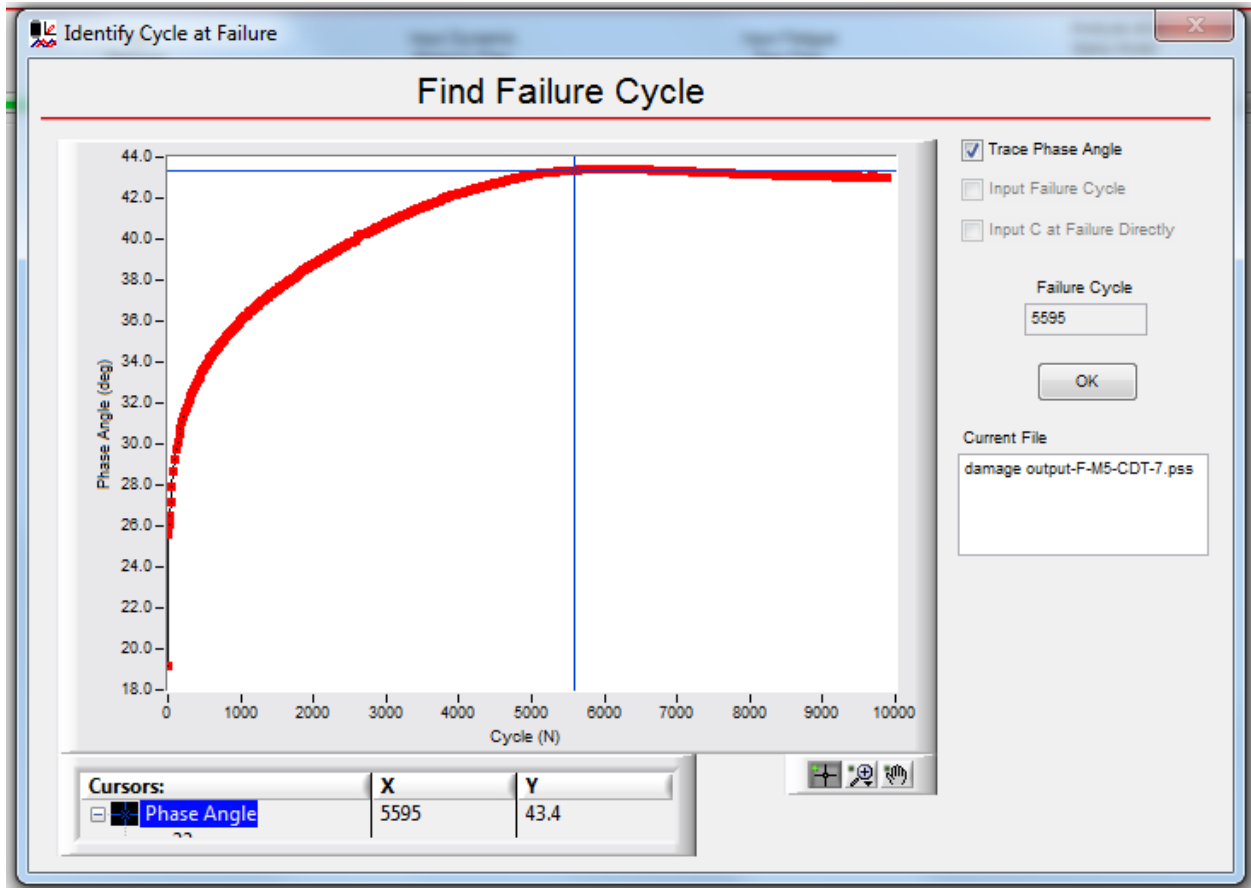 Identify Cycle at Failure
Find Failure Cycle
Phase Angle (deg)
44.0
42.0
40.0
38.0
36.0
34.0
32.0
30.0
28.0
26.0
24.0
22.0
20.0
18.0
0 1000 2000 3000 4000 5000 6000 7000 8000 9000 10000
Cycle (N)
Cursors: X Y
Phase Angle 5595 43.4
Trace Phase Angle
Input Failure Cycle
Input C at Failure Directly
Failure Cycle
5595
OK
Current File
damage output-F-M5-CDT-7.pss